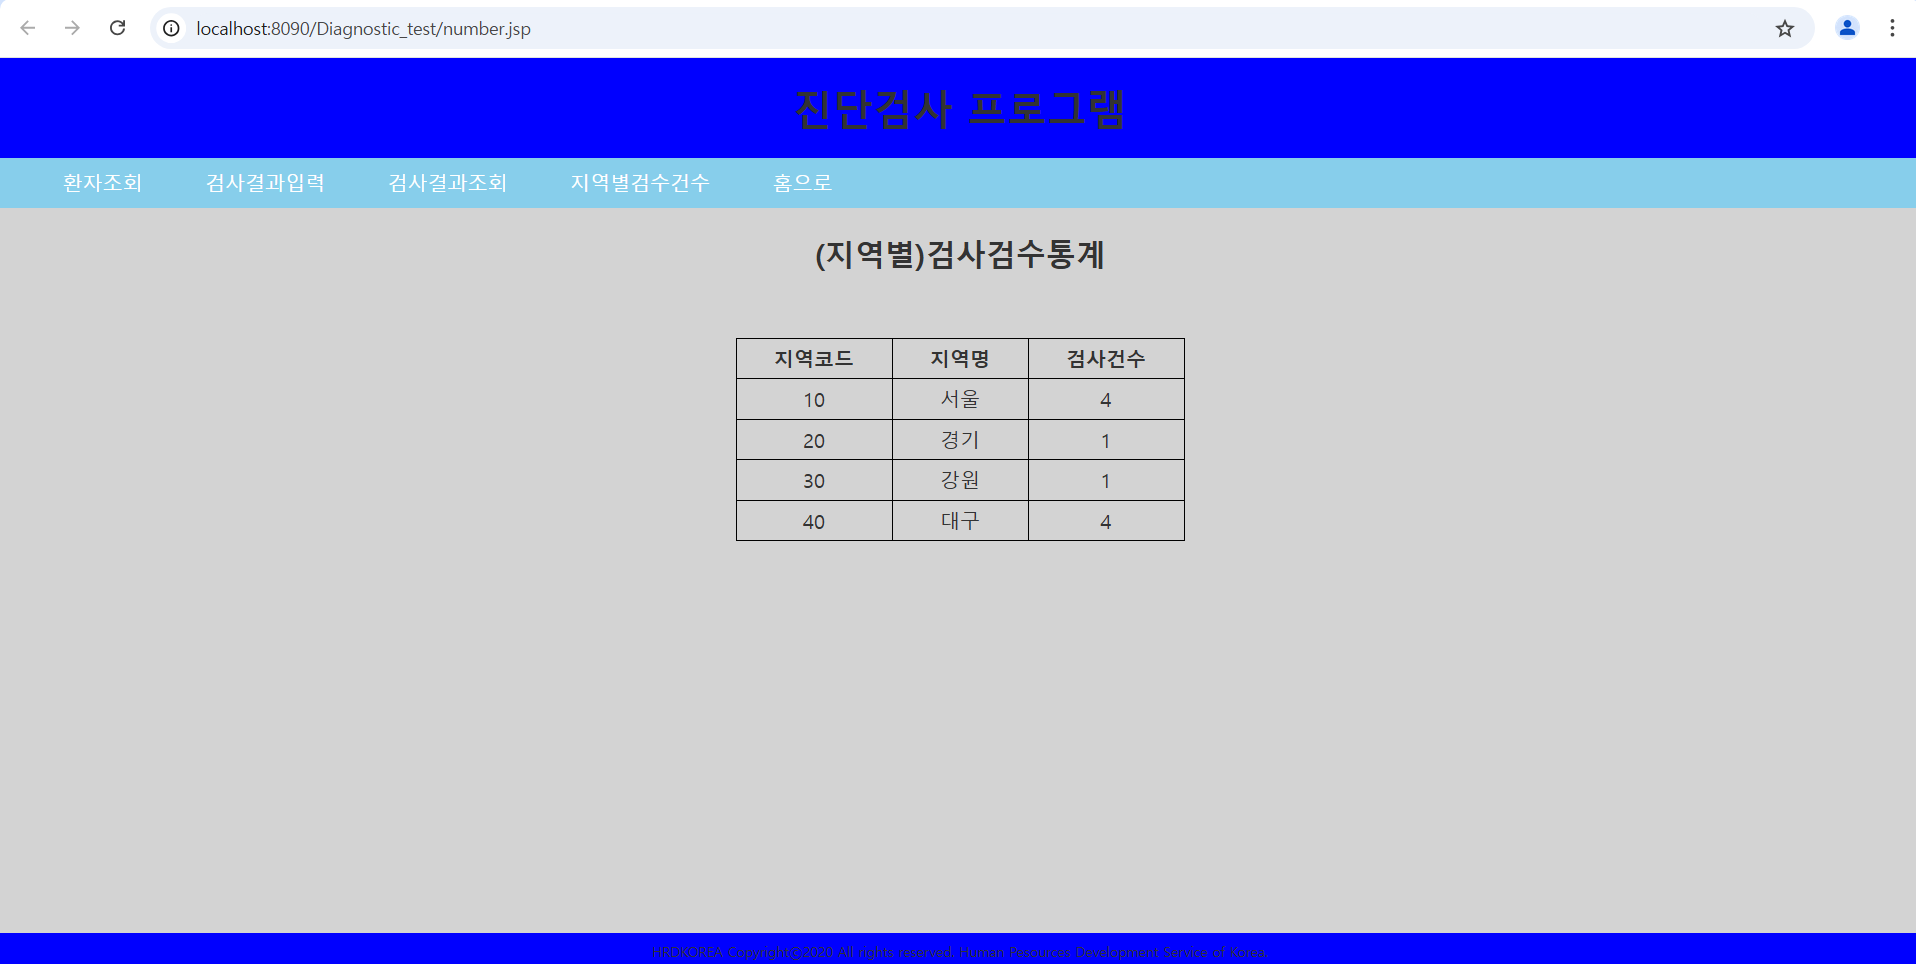 localhost:8090/Diagnostic_test/number.jsp
진단검사 프로그램
환자조회 검사결과입력 검사결과조회 지역별검수건수 홈으로
(지역별)검사검수통계
지역코드 지역명 검사건수
10 서울 4
20 경기 1
30 강원 1
40 대구 4
HRDKOREA Copyright©2020 All rights reserved. Human Pesources Development Service of Korea.